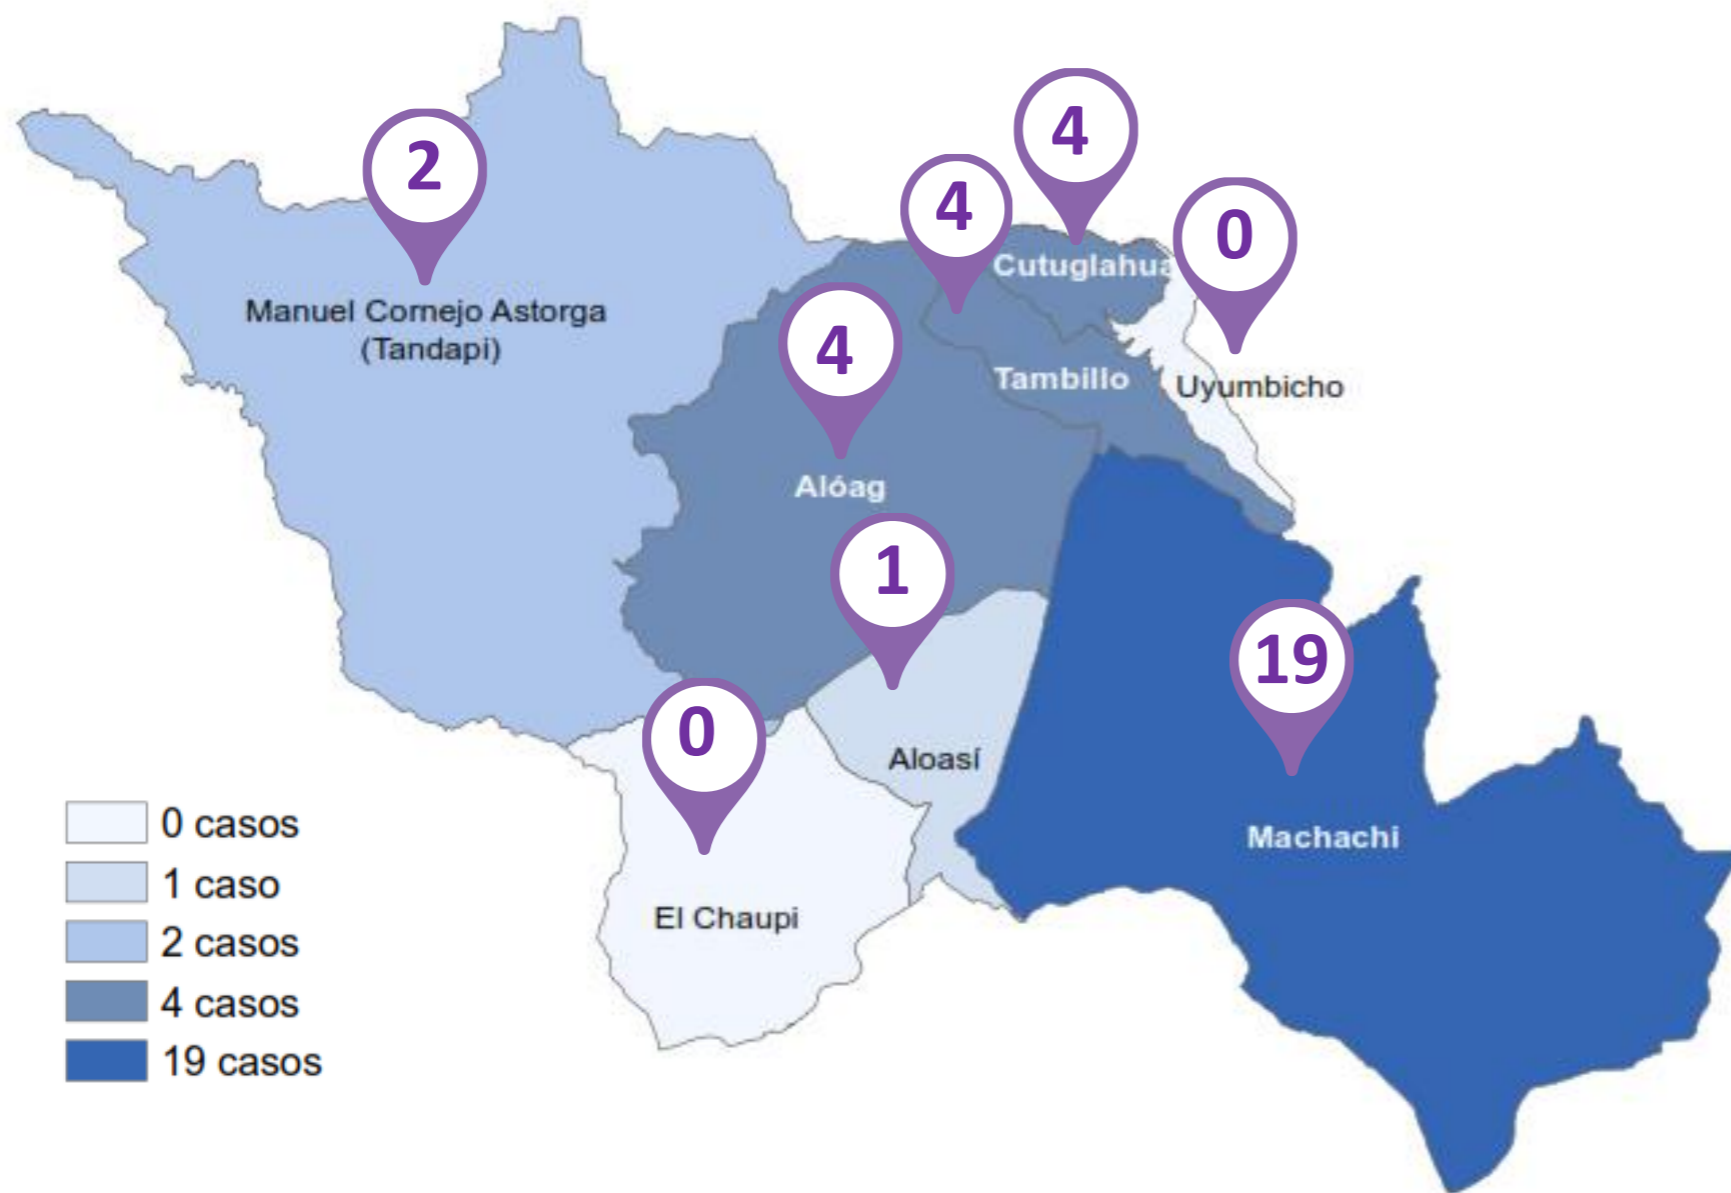 4
2
4
0
Cutuglahua
Manuel Cornejo Astorga
(Tandapi)
4
Tambillo
Uyumbicho
Alóag
1
19
0
Aloasí
Machachi
El Chaupi
0 casos
1 caso
2 casos
4 casos
19 casos